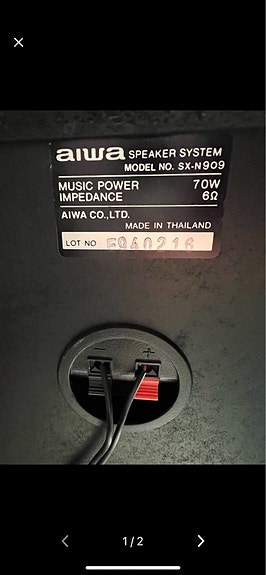 aiwa SPEAKER SYSTEM
MODEL NO. SX-N909
MUSIC POWER 70W
IMPEDANCE 6Ω
AIWA CO.,LTD.
MADE IN THAILAND
LOT NO E940216
− +
1/2